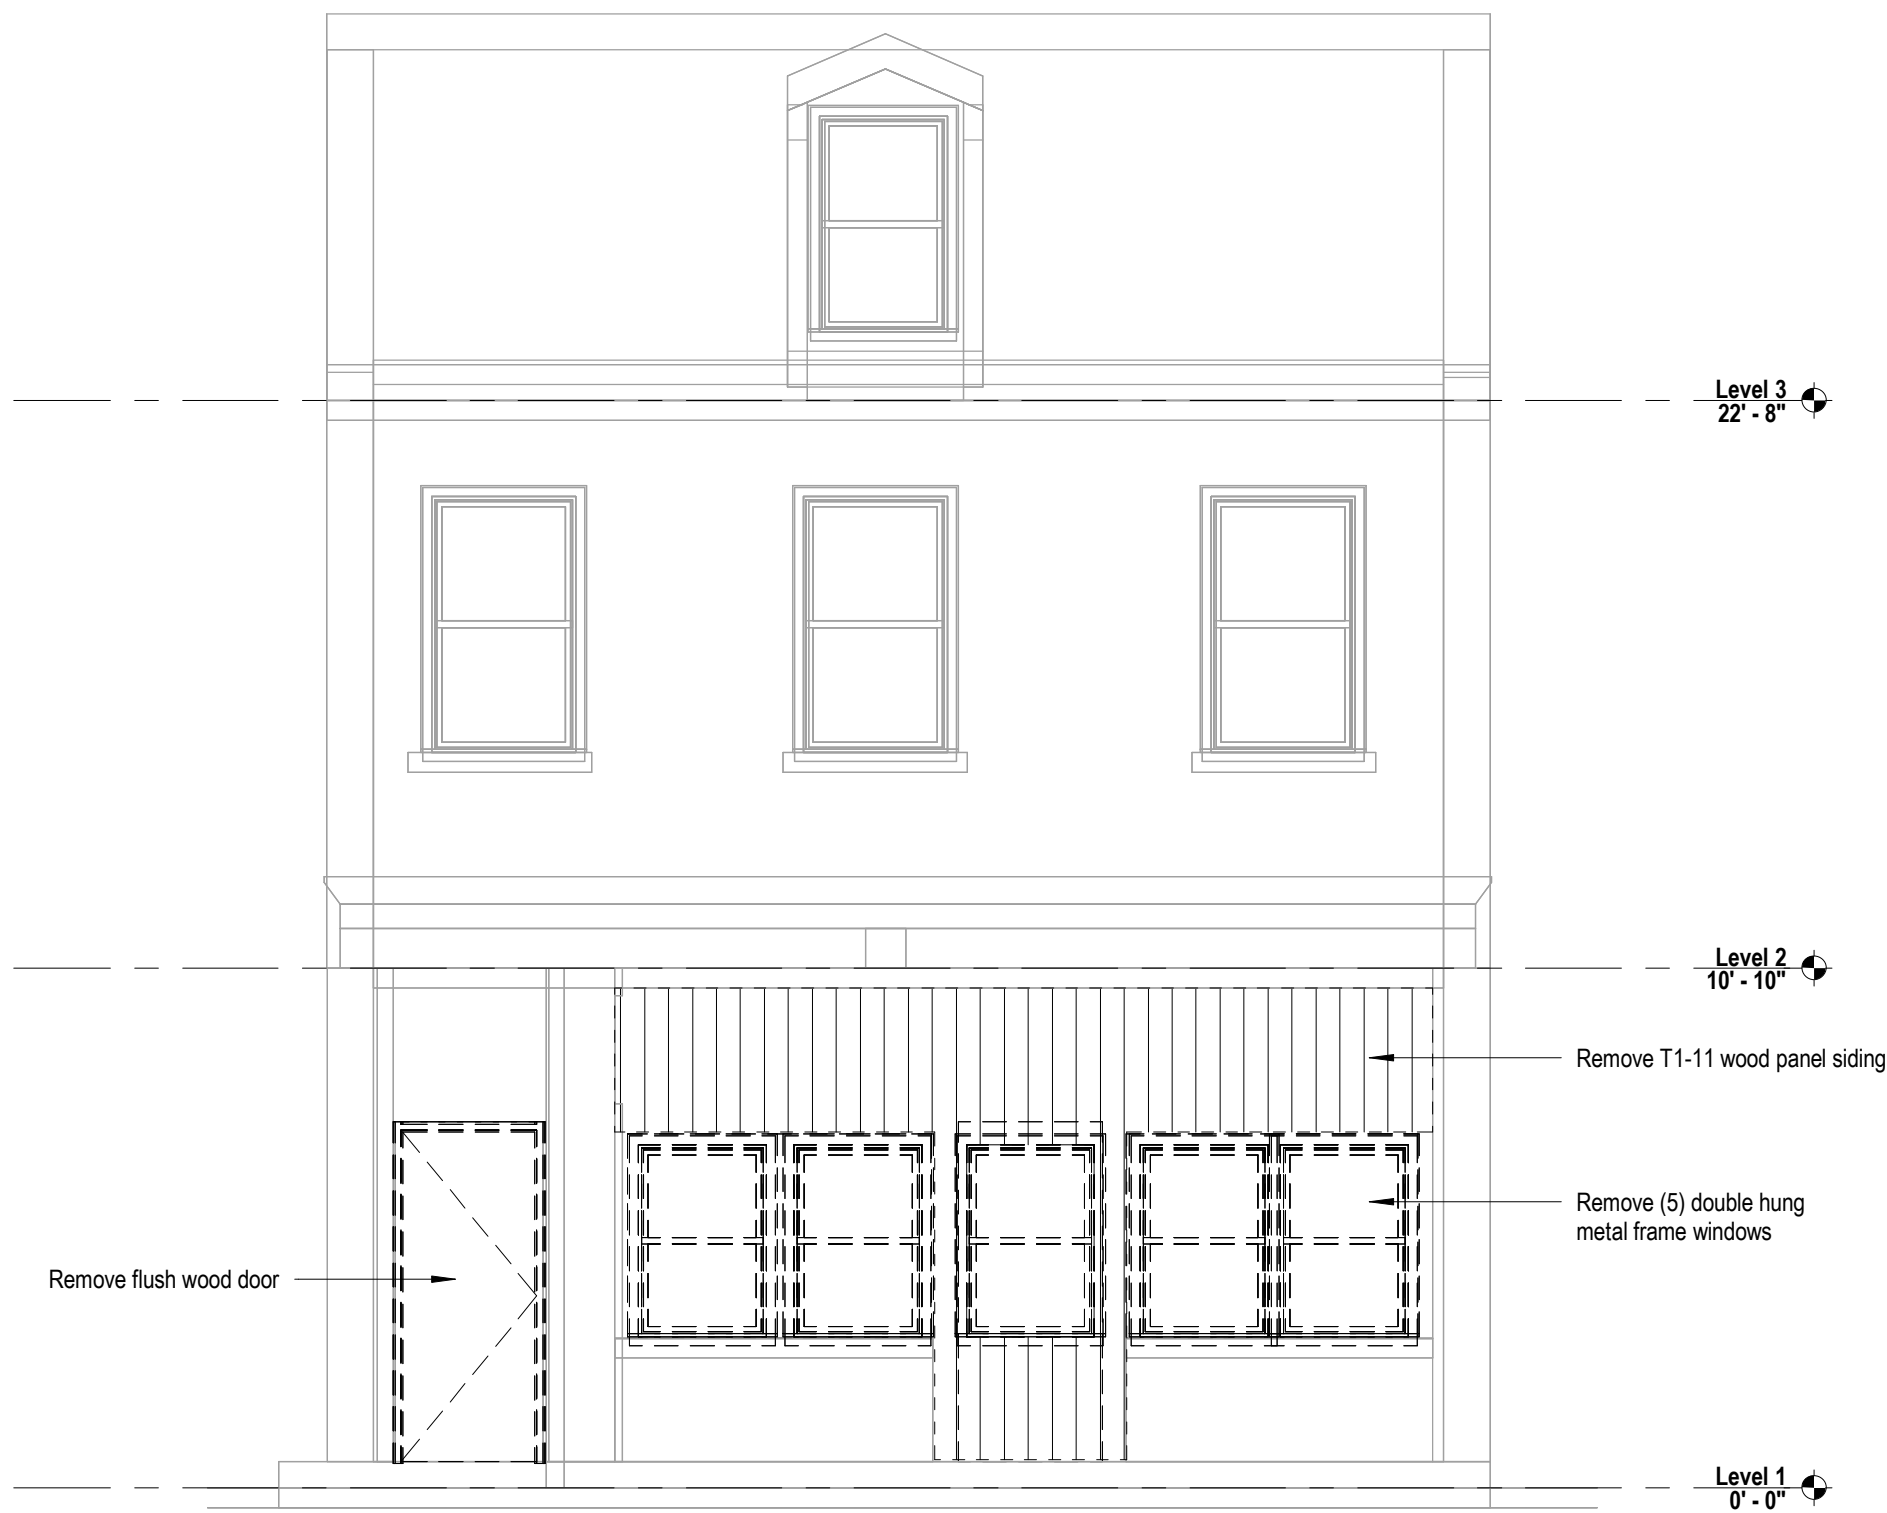 Level 3
22' - 8"
Level 2
10' - 10"
Remove T1-11 wood panel siding
Remove (5) double hung
metal frame windows
Remove flush wood door
Level 1
0' - 0"